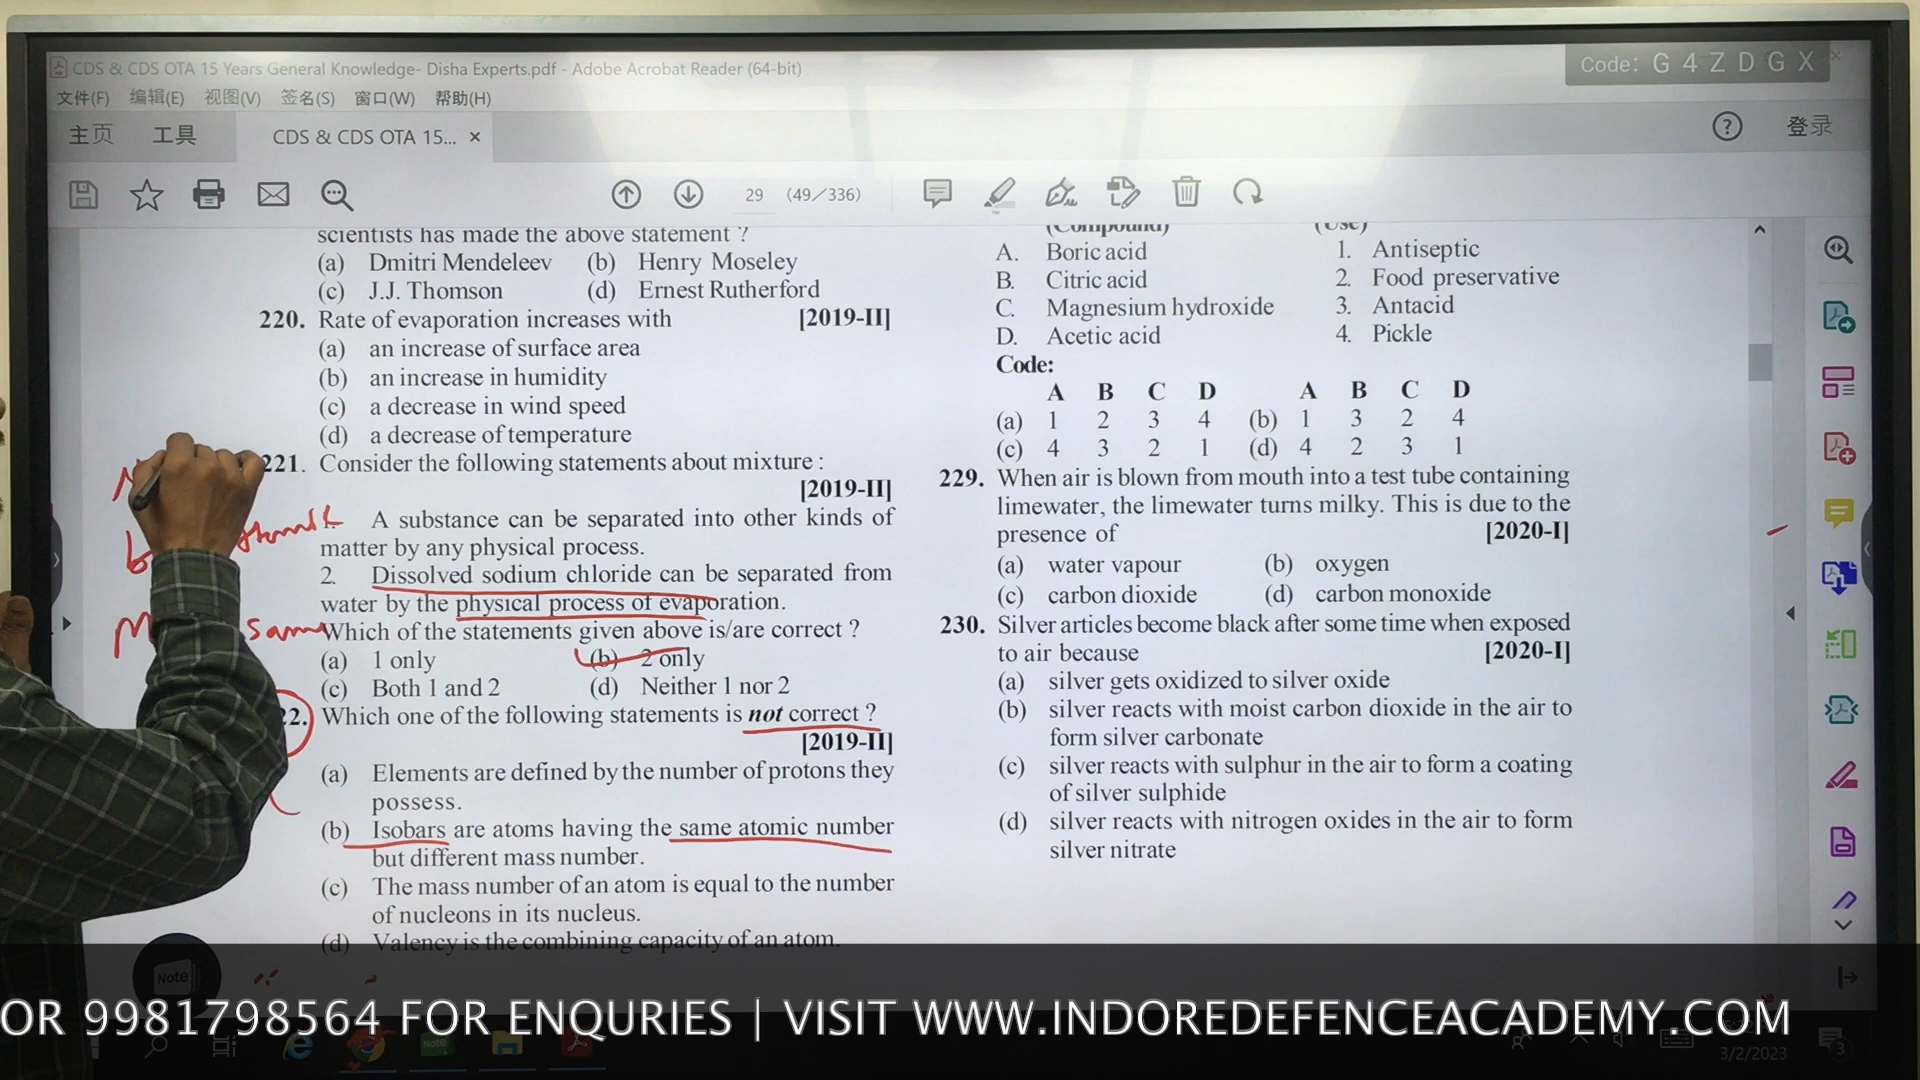 CDS & CDS OTA 15 Years General Knowledge- Disha Experts.pdf - Adobe Acrobat Reader (64-bit)
Code: G 4 Z D G X
文件(F) 编辑(E) 视图(V) 签名(S) 窗口(W) 帮助(H)
主页 工具 CDS & CDS OTA 15... ×
登录
29 (49/336)
scientists has made the above statement ?
(a) Dmitri Mendeleev (b) Henry Moseley
(c) J.J. Thomson (d) Ernest Rutherford
220. Rate of evaporation increases with [2019-II]
(a) an increase of surface area
(b) an increase in humidity
(c) a decrease in wind speed
(d) a decrease of temperature
221. Consider the following statements about mixture :
[2019-II]
A substance can be separated into other kinds of
matter by any physical process.
2. Dissolved sodium chloride can be separated from
water by the physical process of evaporation.
same
Which of the statements given above is/are correct ?
(a) 1 only (b) 2 only
(c) Both 1 and 2 (d) Neither 1 nor 2
22. Which one of the following statements is not correct ?
[2019-II]
(a) Elements are defined by the number of protons they
possess.
(b) Isobars are atoms having the same atomic number
but different mass number.
(c) The mass number of an atom is equal to the number
of nucleons in its nucleus.
(d) Valency is the combining capacity of an atom.
(Compound) (Use)
A. Boric acid 1. Antiseptic
B. Citric acid 2. Food preservative
C. Magnesium hydroxide 3. Antacid
D. Acetic acid 4. Pickle
Code:
A B C D A B C D
(a) 1 2 3 4 (b) 1 3 2 4
(c) 4 3 2 1 (d) 4 2 3 1
229. When air is blown from mouth into a test tube containing
limewater, the limewater turns milky. This is due to the
presence of [2020-I]
(a) water vapour (b) oxygen
(c) carbon dioxide (d) carbon monoxide
230. Silver articles become black after some time when exposed
to air because [2020-I]
(a) silver gets oxidized to silver oxide
(b) silver reacts with moist carbon dioxide in the air to
form silver carbonate
(c) silver reacts with sulphur in the air to form a coating
of silver sulphide
(d) silver reacts with nitrogen oxides in the air to form
silver nitrate
Note
OR 9981798564 FOR ENQURIES | VISIT WWW.INDOREDEFENCEACADEMY.COM
Note
3/2/2023
3